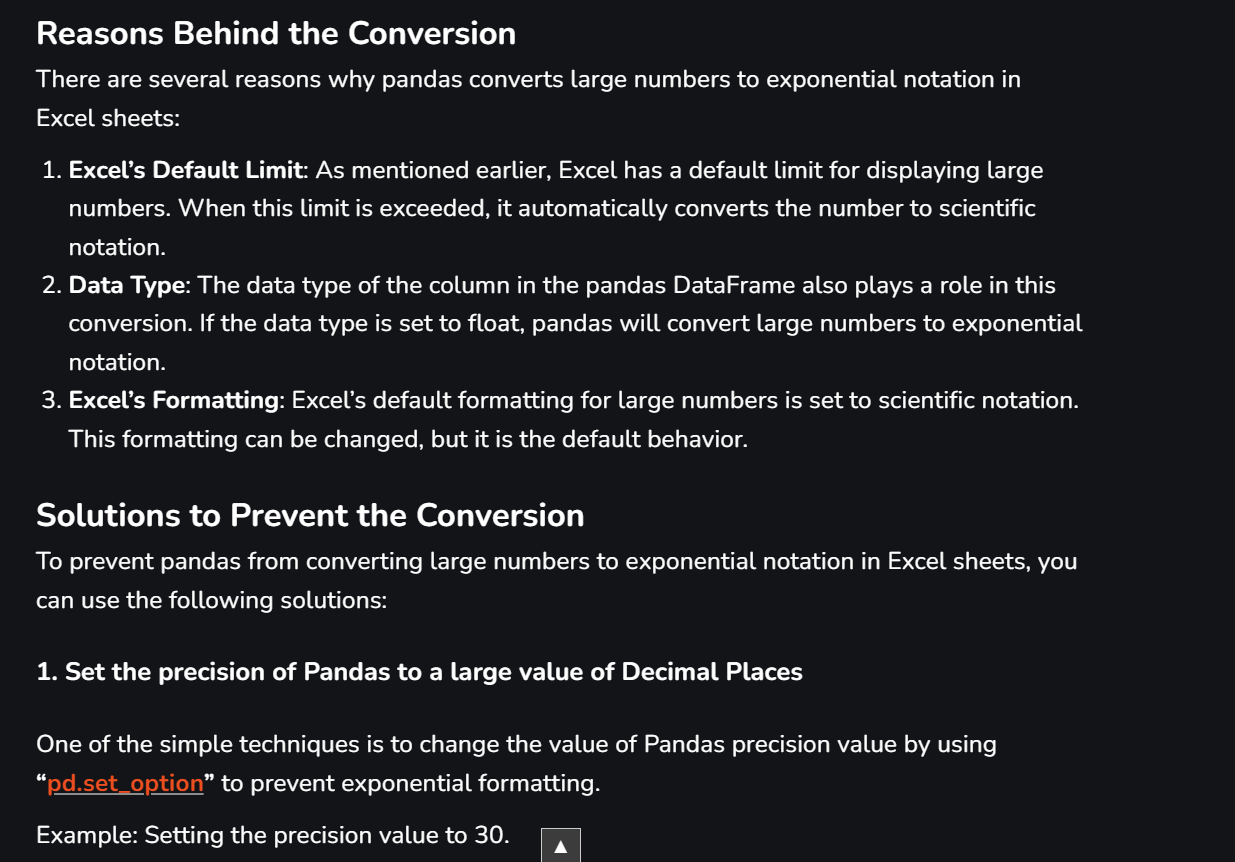 Reasons Behind the Conversion
There are several reasons why pandas converts large numbers to exponential notation in
Excel sheets:
1. Excel’s Default Limit: As mentioned earlier, Excel has a default limit for displaying large
numbers. When this limit is exceeded, it automatically converts the number to scientific
notation.
2. Data Type: The data type of the column in the pandas DataFrame also plays a role in this
conversion. If the data type is set to float, pandas will convert large numbers to exponential
notation.
3. Excel’s Formatting: Excel’s default formatting for large numbers is set to scientific notation.
This formatting can be changed, but it is the default behavior.
Solutions to Prevent the Conversion
To prevent pandas from converting large numbers to exponential notation in Excel sheets, you
can use the following solutions:
1. Set the precision of Pandas to a large value of Decimal Places
One of the simple techniques is to change the value of Pandas precision value by using
“pd.set_option” to prevent exponential formatting.
Example: Setting the precision value to 30.